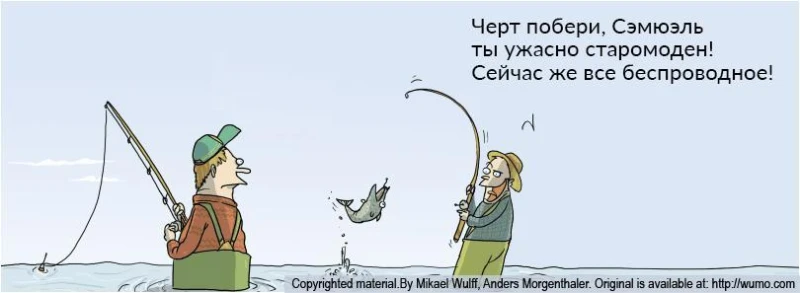 Черт побери, Сэмюэль
ты ужасно старомоден!
Сейчас же все беспроводное!
Copyrighted material.By Mikael Wulff, Anders Morgenthaler. Original is available at: http://wumo.com